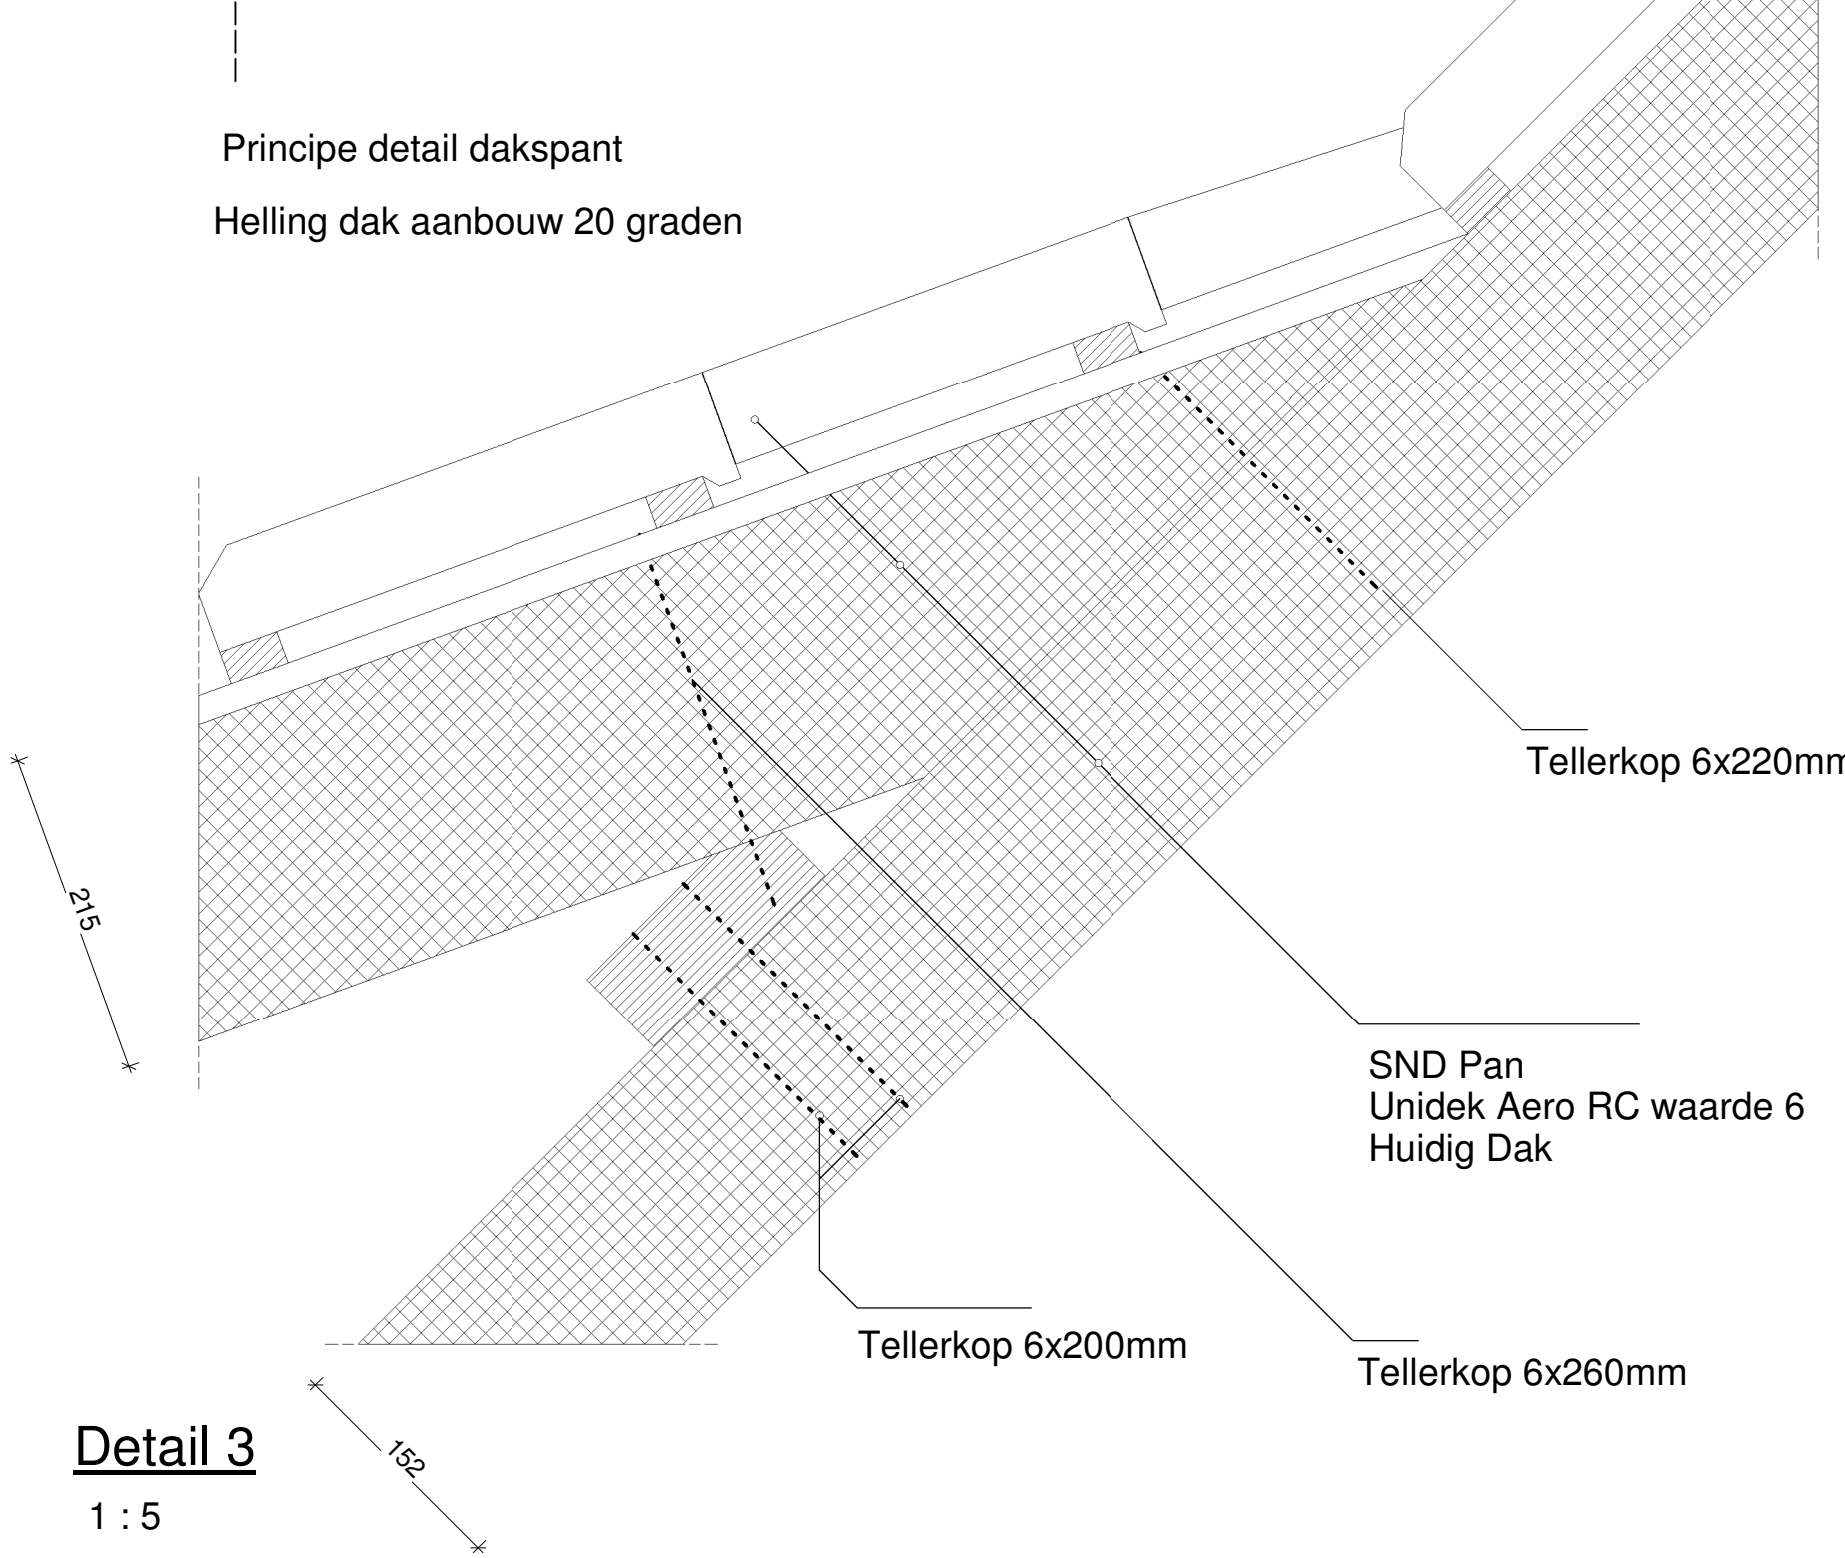 Principe detail dakspant
Helling dak aanbouw 20 graden
Tellerkop 6x220mm
215
SND Pan
Unidek Aero RC waarde 6
Huidig Dak
Tellerkop 6x200mm
Tellerkop 6x260mm
Detail 3
152
1 : 5